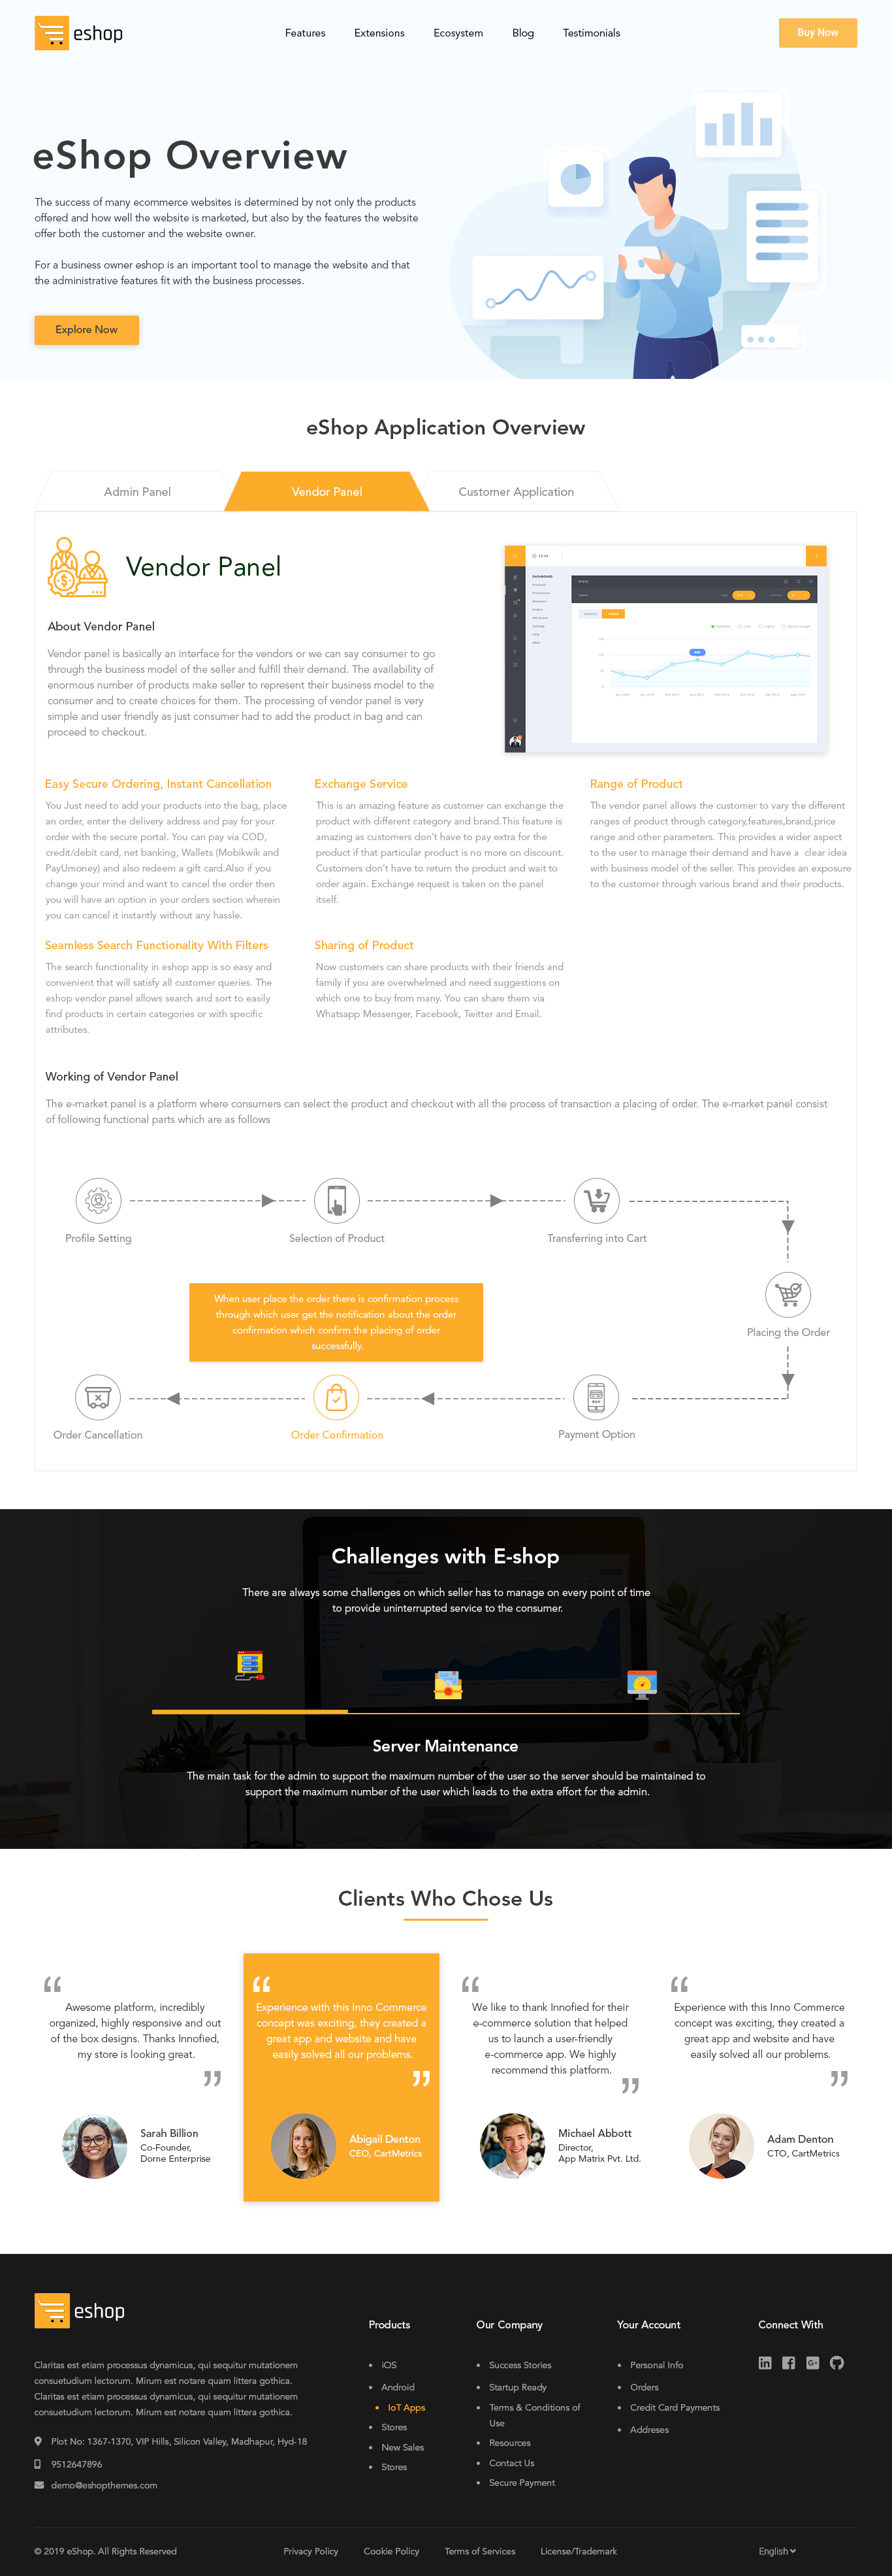 eshop
Features Extensions Ecosystem Blog Testimonials
Buy Now
eShop Overview
The success of many ecommerce websites is determined by not only the products
offered and how well the website is marketed, but also by the features the website
offer both the customer and the website owner.
For a business owner eshop is an important tool to manage the website and that
the administrative features fit with the business processes.
Explore Now
eShop Application Overview
Admin Panel
Vendor Panel
Customer Application
Vendor Panel
About Vendor Panel
Vendor panel is basically an interface for the vendors or we can say consumer to go
through the business model of the seller and fulfill their demand. The availability of
enormous number of products make seller to represent their business model to the
consumer and to create choices for them. The processing of vendor panel is very
simple and user friendly as just consumer had to add the product in bag and can
proceed to checkout.
DASHBOARD
Easy Secure Ordering, Instant Cancellation
You Just need to add your products into the bag, place
an order, enter the delivery address and pay for your
order with the secure portal. You can pay via COD,
credit/debit card, net banking, Wallets (Mobikwik and
PayUmoney) and also redeem a gift card.Also if you
change your mind and want to cancel the order then
you will have an option in your orders section wherein
you can cancel it instantly without any hassle.
Exchange Service
This is an amazing feature as customer can exchange the
product with different category and brand.This feature is
amazing as customers don't have to pay extra for the
product if that particular product is no more on discount.
Customers don't have to return the product and wait to
order again. Exchange request is taken on the panel
itself.
Range of Product
The vendor panel allows the customer to vary the different
ranges of product through category,features,brand,price
range and other parameters. This provides a wider aspect
to the user to manage their demand and have a clear idea
with business model of the seller. This provides an exposure
to the customer through various brand and their products.
Seamless Search Functionality With Filters
The search functionality in eshop app is so easy and
convenient that will satisfy all customer queries. The
eshop vendor panel allows search and sort to easily
find products in certain categories or with specific
attributes.
Sharing of Product
Now customers can share products with their friends and
family if you are overwhelmed and need suggestions on
which one to buy from many. You can share them via
Whatsapp Messenger, Facebook, Twitter and Email.
Working of Vendor Panel
The e-market panel is a platform where consumers can select the product and checkout with all the process of transaction a placing of order. The e-market panel consist
of following functional parts which are as follows
Profile Setting
Selection of Product
Transferring into Cart
Placing the Order
When user place the order there is confirmation process
through which user get the notification about the order
confirmation which confirm the placing of order
successfully.
PAY
Order Cancellation
Order Confirmation
Payment Option
Challenges with E-shop
There are always some challenges on which seller has to manage on every point of time
to provide uninterrupted service to the consumer.
Server Maintenance
The main task for the admin to support the maximum number of the user so the server should be maintained to
support the maximum number of the user which leads to the extra effort for the admin.
Clients Who Chose Us
“
Awesome platform, incredibly
organized, highly responsive and out
of the box designs. Thanks Innofied,
my store is looking great.
”
Sarah Billion
Co-Founder,
Dorne Enterprise
“
Experience with this Inno Commerce
concept was exciting, they created a
great app and website and have
easily solved all our problems.
”
Abigail Denton
CEO, CartMetrics
“
We like to thank Innofied for their
e-commerce solution that helped
us to launch a user-friendly
e-commerce app. We highly
recommend this platform.
”
Michael Abbott
Director,
App Matrix Pvt. Ltd.
“
Experience with this Inno Commerce
concept was exciting, they created a
great app and website and have
easily solved all our problems.
”
Adam Denton
CTO, CartMetrics
eshop
Claritas est etiam processus dynamicus, qui sequitur mutationem
consuetudium lectorum. Mirum est notare quam littera gothica.
Claritas est etiam processus dynamicus, qui sequitur mutationem
consuetudium lectorum. Mirum est notare quam littera gothica.
Plot No: 1367-1370, VIP Hills, Silicon Valley, Madhapur, Hyd-18
9512647896
demo@eshopthemes.com
Products
iOS
Android
IoT Apps
Stores
New Sales
Stores
Our Company
Success Stories
Startup Ready
Terms & Conditions of
Use
Resources
Contact Us
Secure Payment
Your Account
Personal Info
Orders
Credit Card Payments
Addreses
Connect With
© 2019 eShop. All Rights Reserved
Privacy Policy
Cookie Policy
Terms of Services
License/Trademark
English